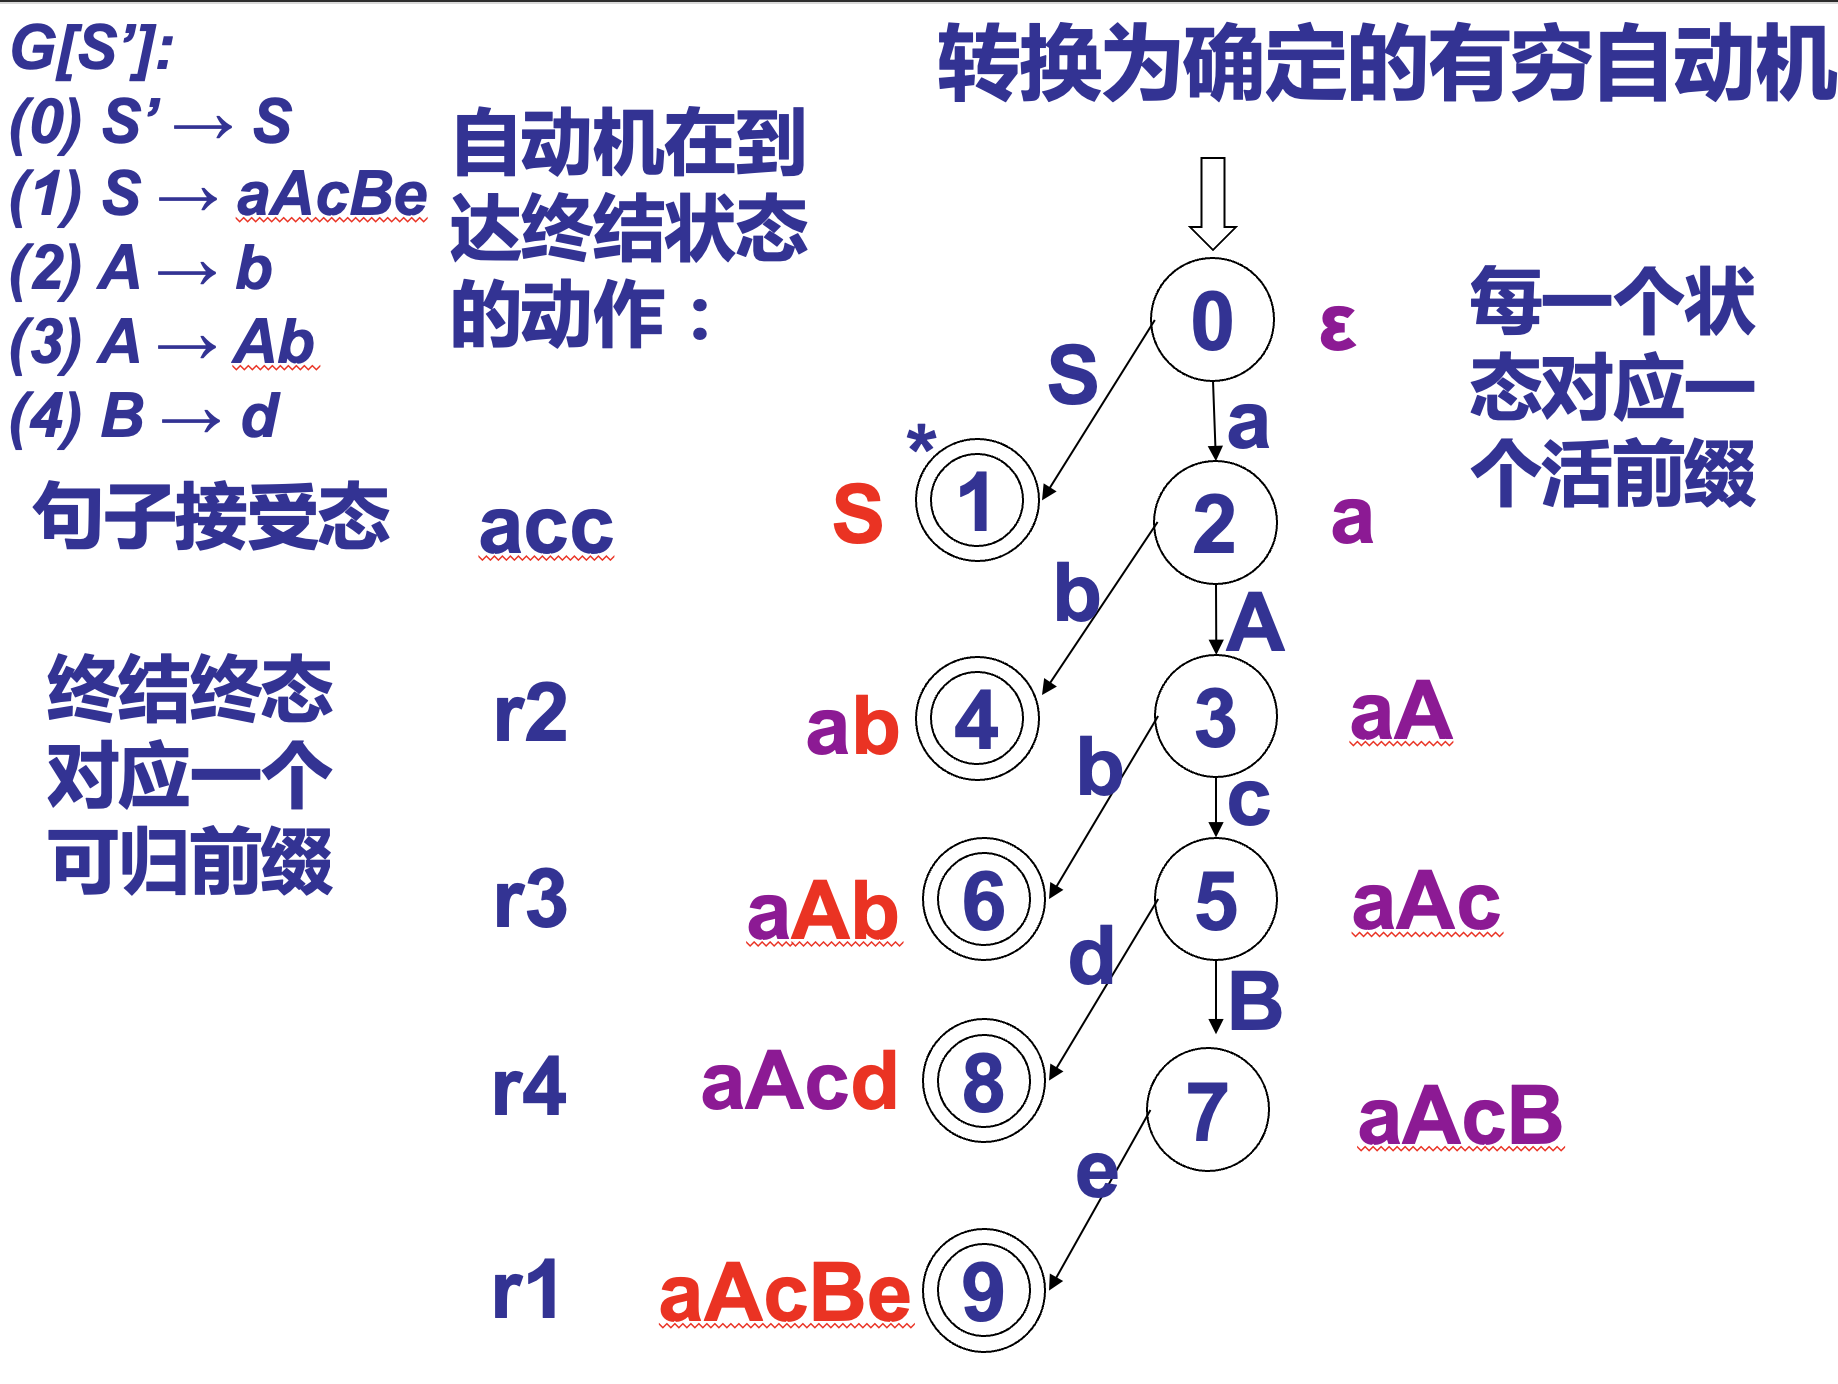 G[S’]:
(0) S’ → S
(1) S → aAcBe
(2) A → b
(3) A → Ab
(4) B → d
转换为确定的有穷自动机
自动机在到
达终结状态
的动作：
每一个状
态对应一
个活前缀
句子接受态
终结终态
对应一个
可归前缀
acc
r2
r3
r4
r1
0
ε
S
a
*
S
1
2
a
b
A
ab
4
3
aA
b
c
aAb
6
5
aAc
d
B
aAcd
8
7
aAcB
e
aAcBe
9